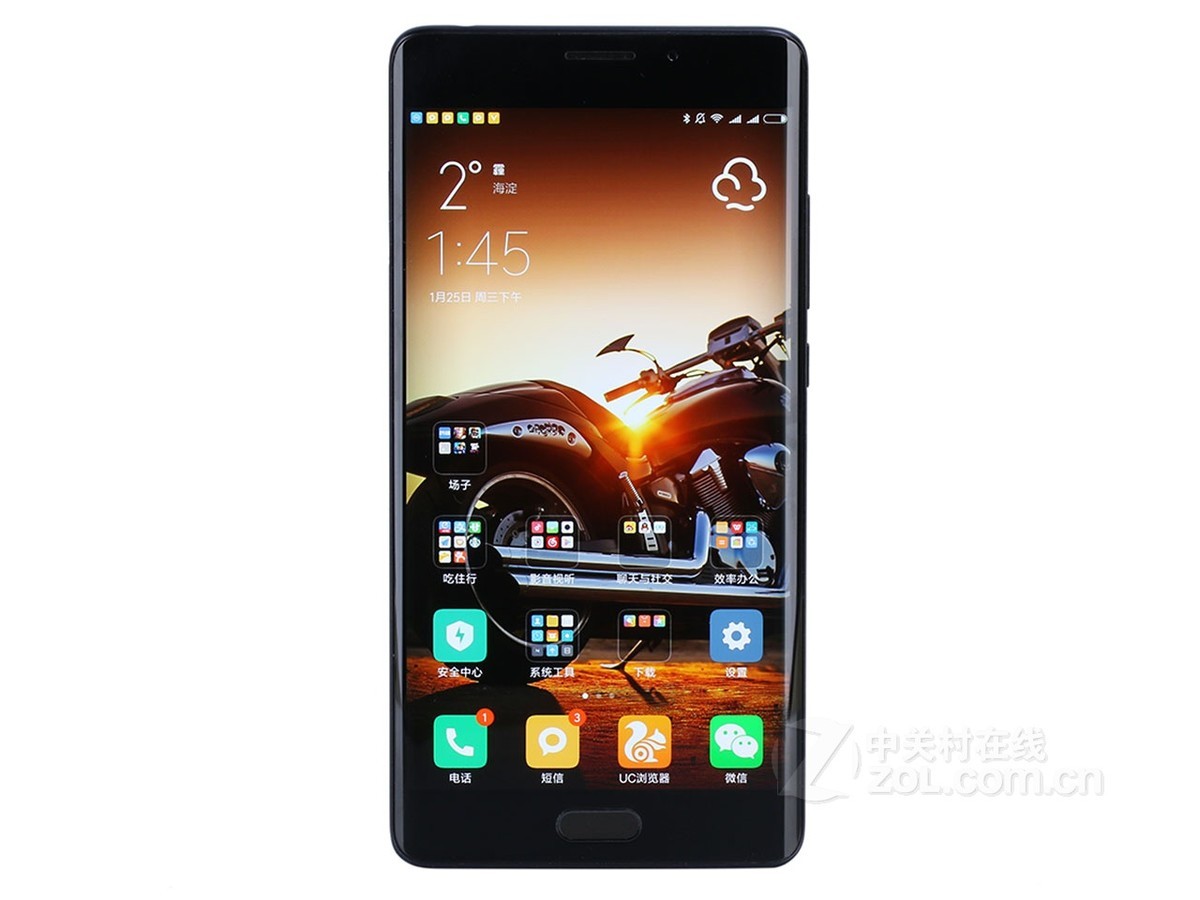 2° 霾
海淀
1:45
1月25日 周三下午
场子
吃住行 影音视听 聊天与社交 效率办公
安全中心 系统工具 下载 设置
1 3
电话 短信 UC浏览器 微信
中关村在线
ZOL.com.cn